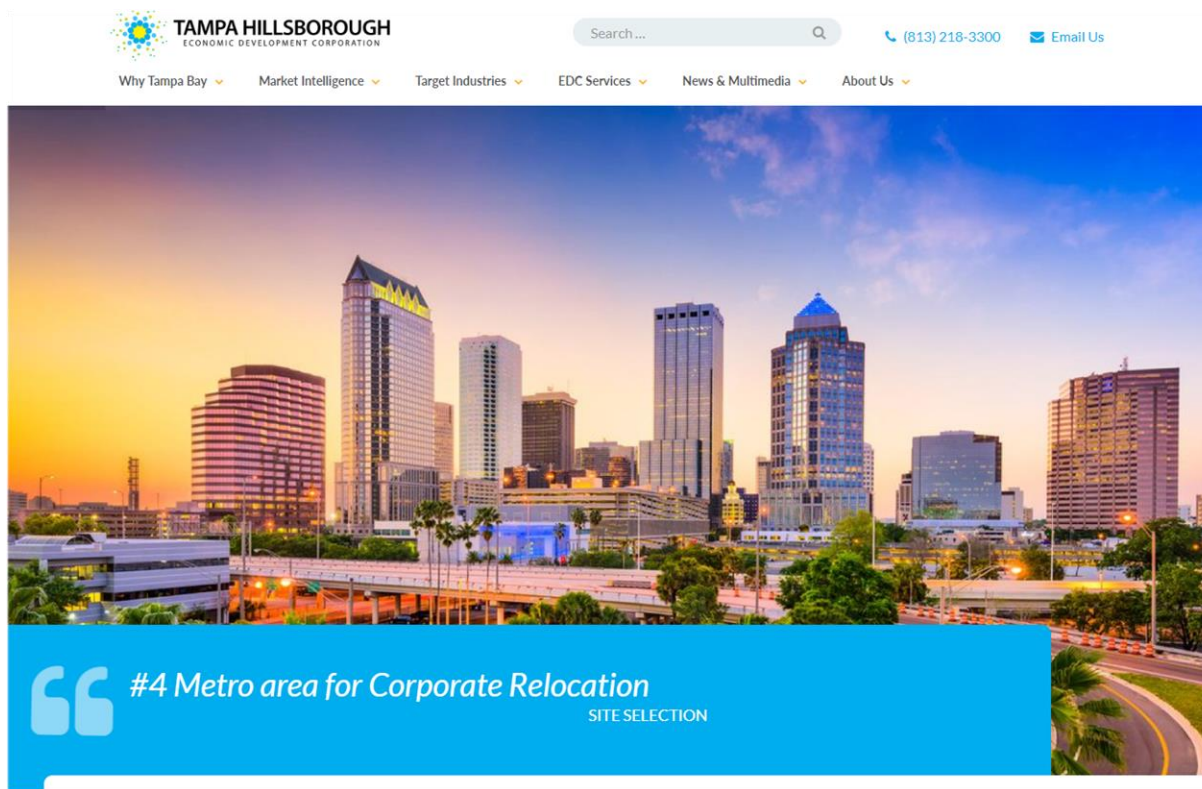 TAMPA HILLSBOROUGH
ECONOMIC DEVELOPMENT CORPORATION
Search ...
(813) 218-3300
Email Us
Why Tampa Bay
Market Intelligence
Target Industries
EDC Services
News & Multimedia
About Us
#4 Metro area for Corporate Relocation
SITE SELECTION